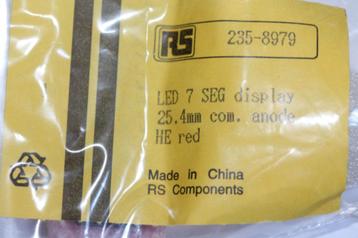 RS 235-8979
LED 7 SEG display
25.4mm com. anode
HE red
Made in China
RS Components